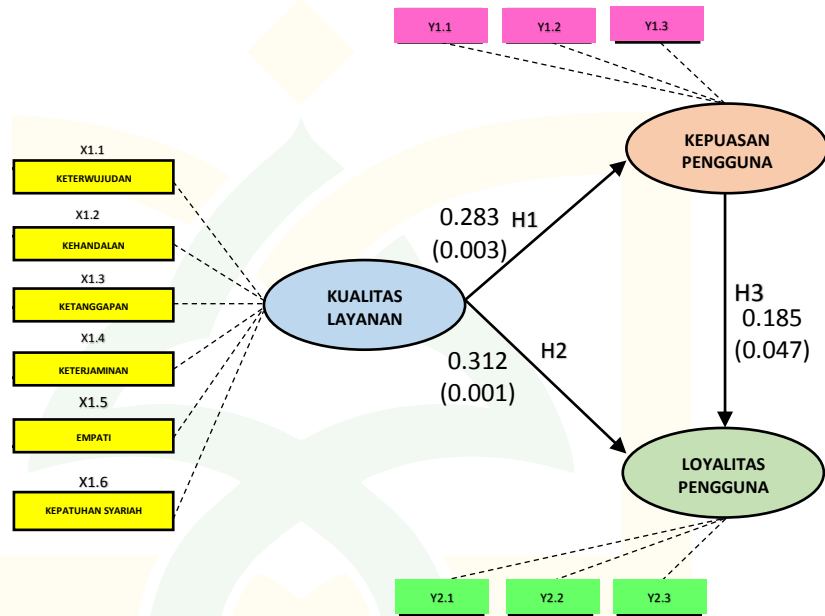 Y1.1
Y1.2
Y1.3
KEPUASAN
PENGGUNA
X1.1
KETERWUJUDAN
X1.2
KEHANDALAN
X1.3
KETANGGAPAN
X1.4
KETERJAMINAN
X1.5
EMPATI
X1.6
KEPATUHAN SYARIAH
KUALITAS
LAYANAN
0.283
(0.003)
H1
0.312
(0.001)
H2
H3
0.185
(0.047)
LOYALITAS
PENGGUNA
Y2.1
Y2.2
Y2.3